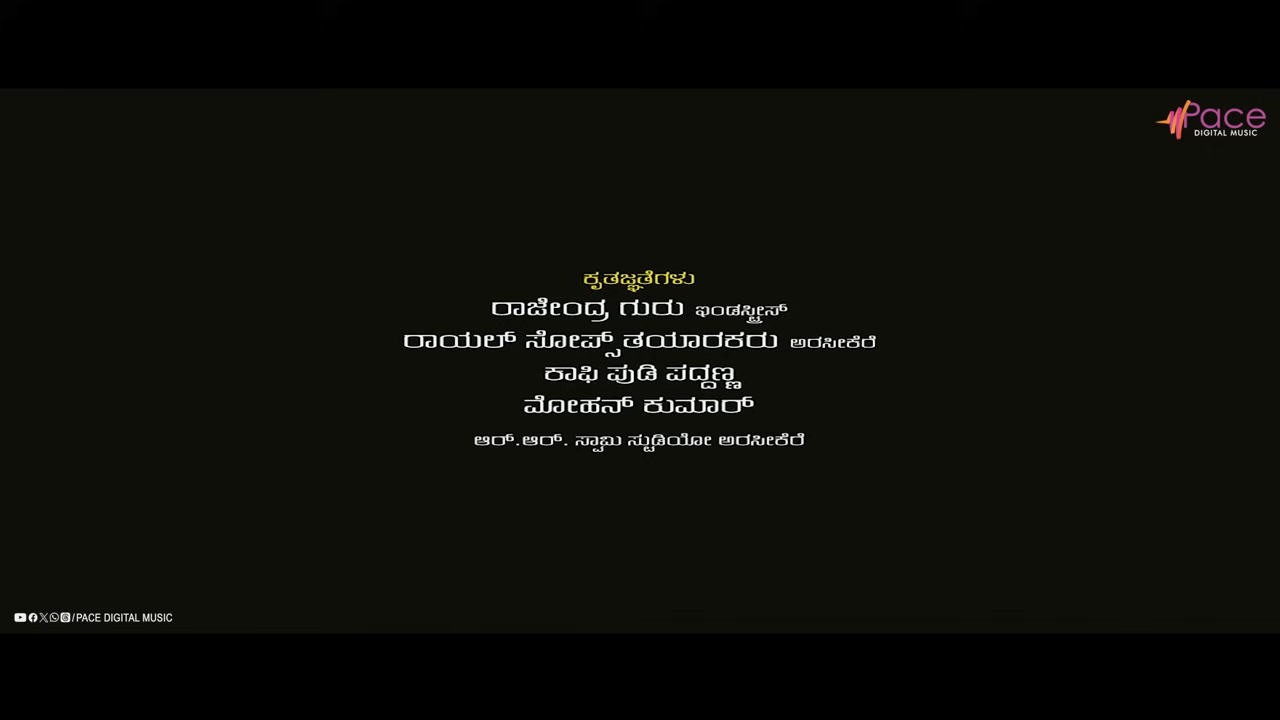 Pace
DIGITAL MUSIC
ಕೃತಜ್ಞತೆಗಳು
ರಾಜೇಂದ್ರ ಗುರು ಇಂಡಸ್ಟ್ರೀಸ್
ರಾಯಲ್ ಸೋಪ್ಸ್ ತಯಾರಕರು ಅರಸೀಕೆರೆ
ಕಾಫಿ ಪುಡಿ ಪದ್ದಣ್ಣ
ಮೋಹನ್ ಕುಮಾರ್
ಆರ್.ಆರ್. ಸ್ಪಾಬು ಸ್ಟುಡಿಯೋ ಅರಸೀಕೆರೆ
/PACE DIGITAL MUSIC